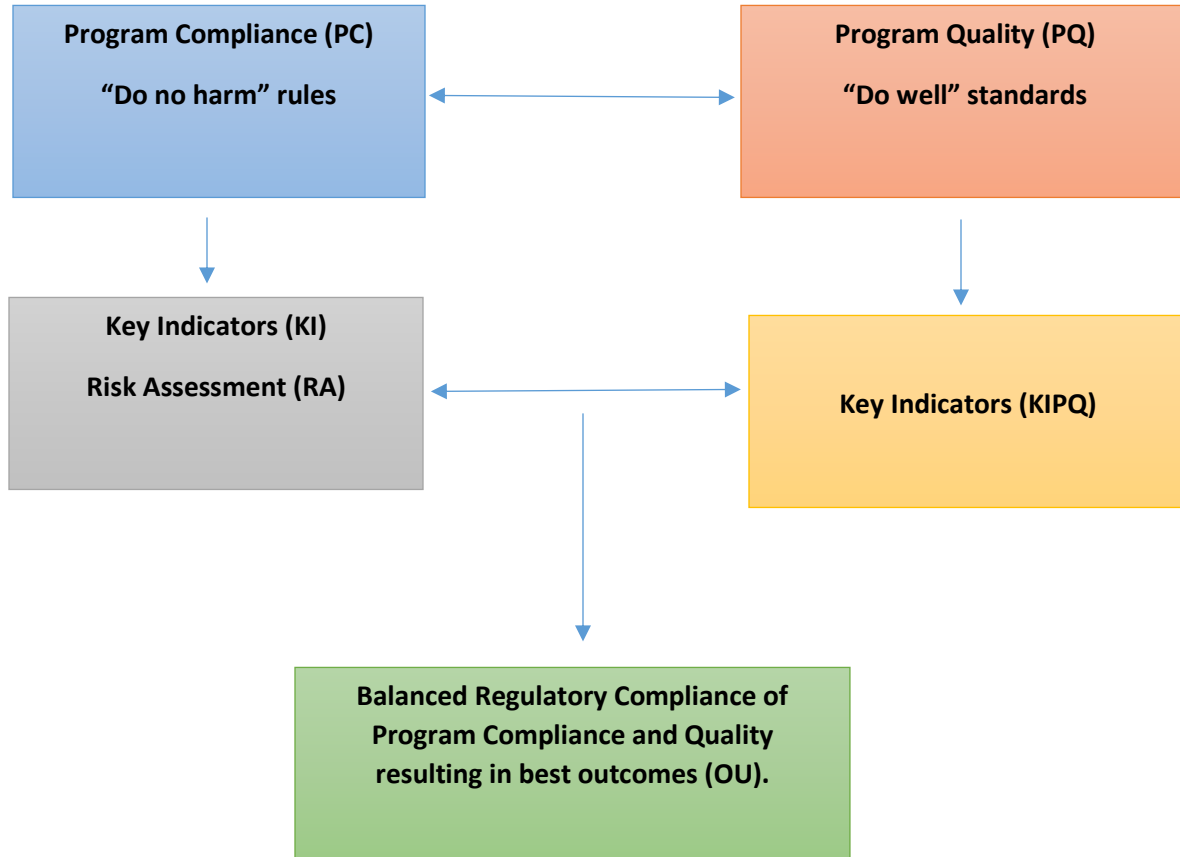 Program Compliance (PC)
“Do no harm” rules
Program Quality (PQ)
“Do well” standards
Key Indicators (KI)
Risk Assessment (RA)
Key Indicators (KIPQ)
Balanced Regulatory Compliance of
Program Compliance and Quality
resulting in best outcomes (OU).